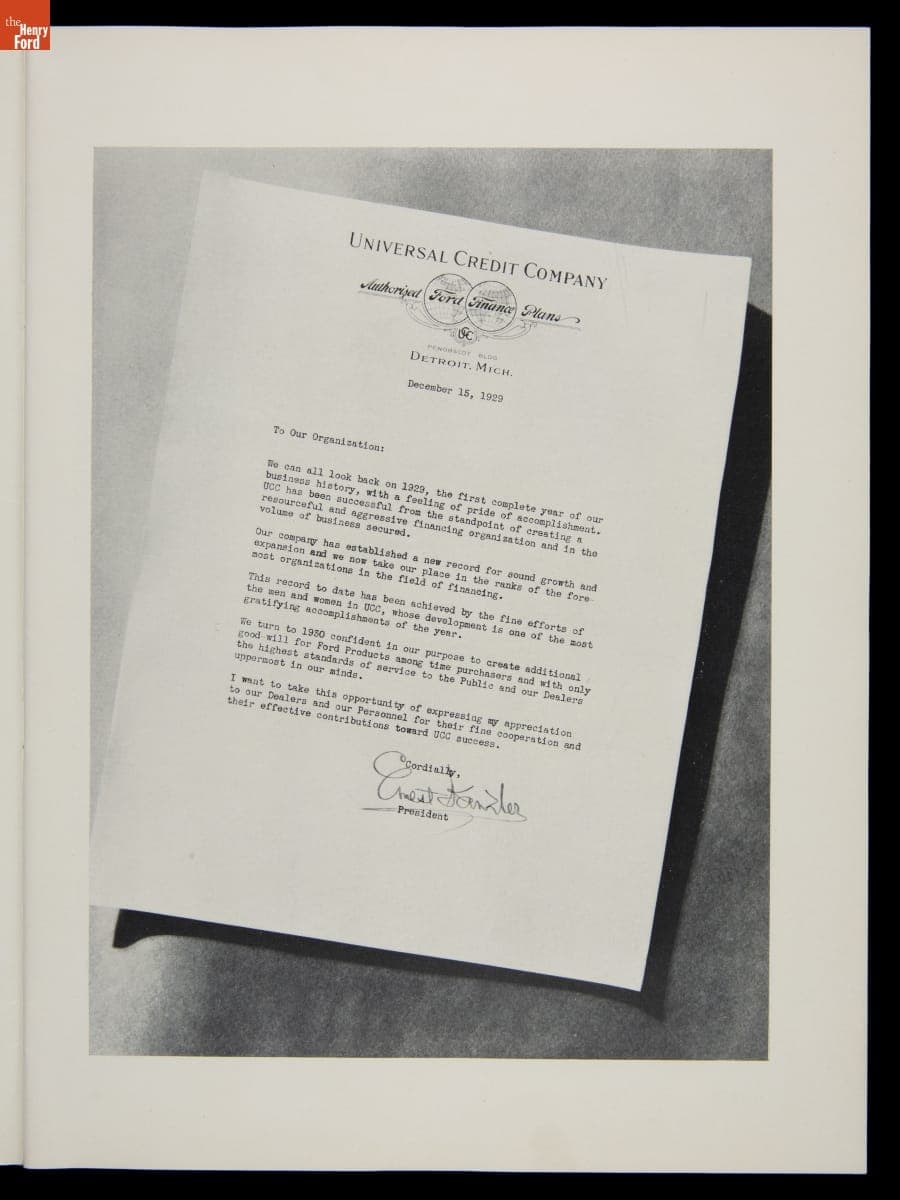 the
Henry
Ford
UNIVERSAL CREDIT COMPANY
Authorized Ford Finance Plans
UCC
PENOBSCOT BLDG
DETROIT, MICH.
December 15, 1929
To Our Organization:
We can all look back on 1929, the first complete year of our
business history, with a feeling of pride of accomplishment.
UCC has been successful from the standpoint of creating a
resourceful and aggressive financing organization and in the
volume of business secured.
Our company has established a new record for sound growth and
expansion and we now take our place in the ranks of the fore-
most organizations in the field of financing.
This record to date has been achieved by the fine efforts of
the men and women in UCC, whose development is one of the most
gratifying accomplishments of the year.
We turn to 1930 confident in our purpose to create additional
good-will for Ford Products among time purchasers and with only
the highest standards of service to the Public and our Dealers
uppermost in our minds.
I want to take this opportunity of expressing my appreciation
to our Dealers and our Personnel for their fine cooperation and
their effective contributions toward UCC success.
Cordially,
Ernest Kanzler
President